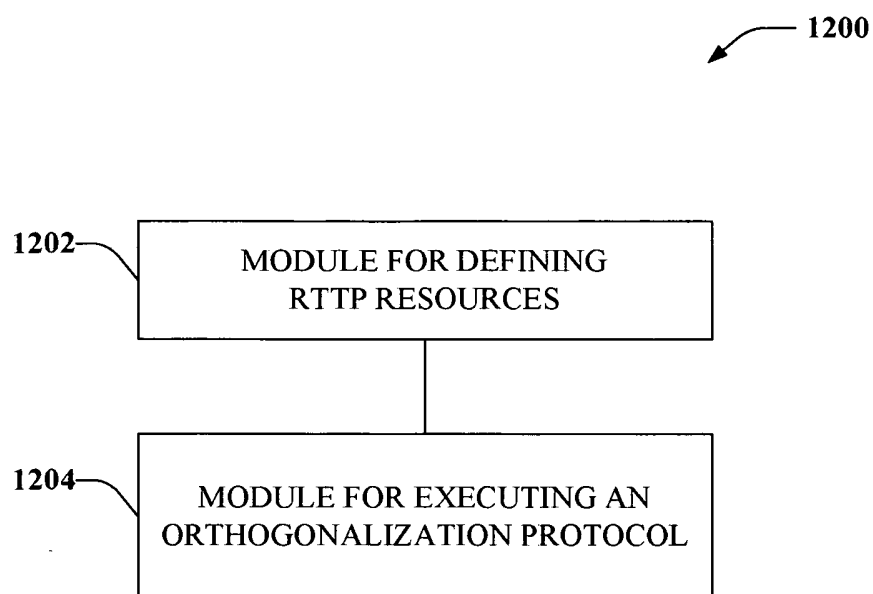 1200
1202
MODULE FOR DEFINING
RTTP RESOURCES
1204
MODULE FOR EXECUTING AN
ORTHOGONALIZATION PROTOCOL